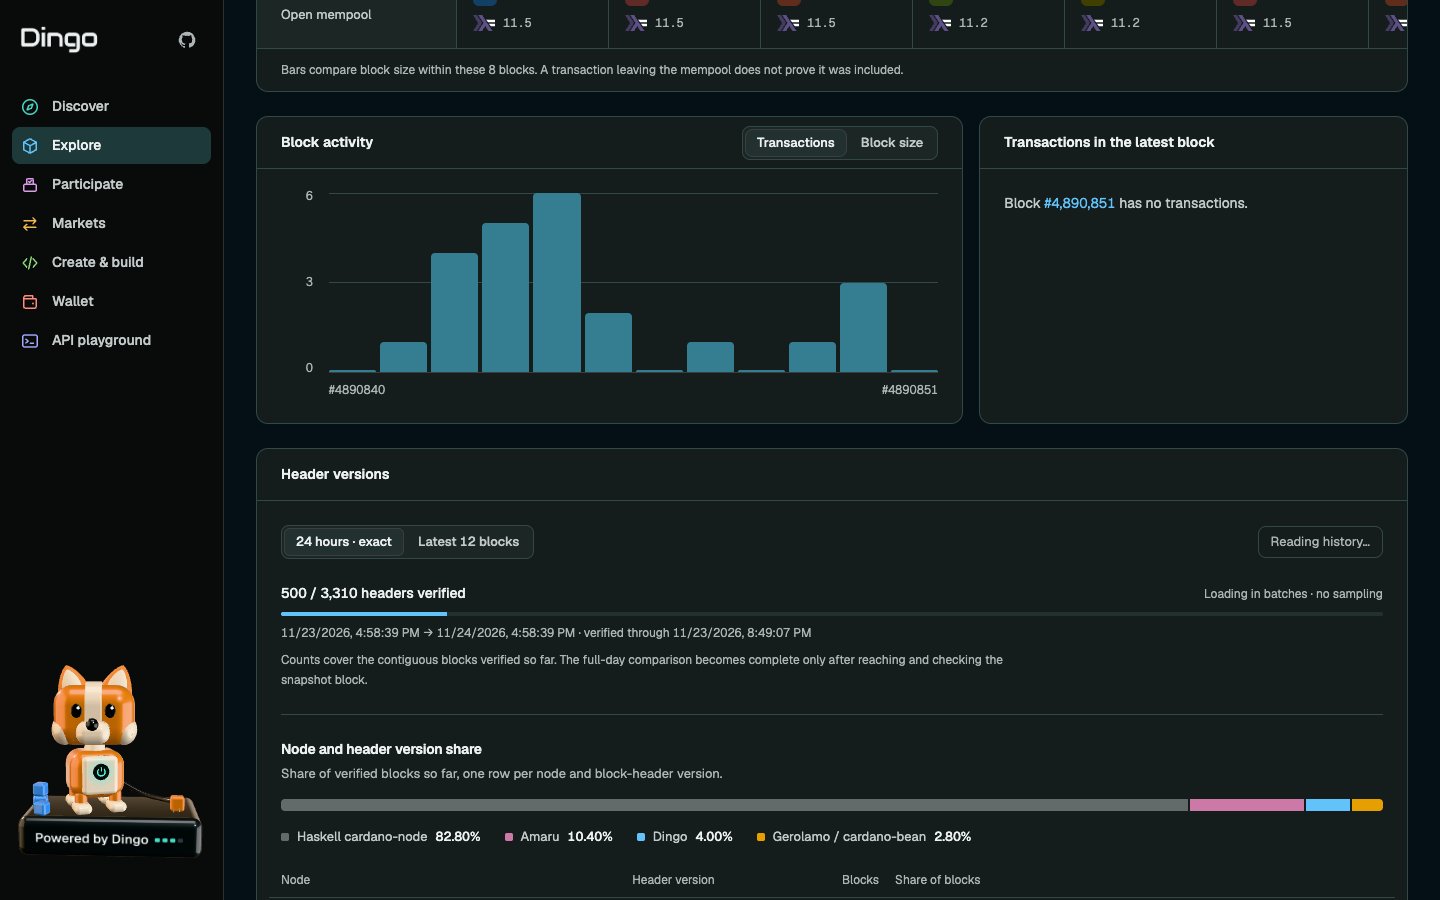 Dingo
Discover
Explore
Participate
Markets
Create & build
Wallet
API playground
Powered by Dingo
Open mempool
11.5
11.5
11.5
11.2
11.2
11.5
Bars compare block size within these 8 blocks. A transaction leaving the mempool does not prove it was included.
Block activity
Transactions
Block size
6
3
0
#4890840
#4890851
Transactions in the latest block
Block #4,890,851 has no transactions.
Header versions
24 hours · exact
Latest 12 blocks
Reading history…
500 / 3,310 headers verified
Loading in batches · no sampling
11/23/2026, 4:58:39 PM → 11/24/2026, 4:58:39 PM · verified through 11/23/2026, 8:49:07 PM
Counts cover the contiguous blocks verified so far. The full-day comparison becomes complete only after reaching and checking the
snapshot block.
Node and header version share
Share of verified blocks so far, one row per node and block-header version.
Haskell cardano-node 82.80%
Amaru 10.40%
Dingo 4.00%
Gerolamo / cardano-bean 2.80%
Node
Header version
Blocks
Share of blocks